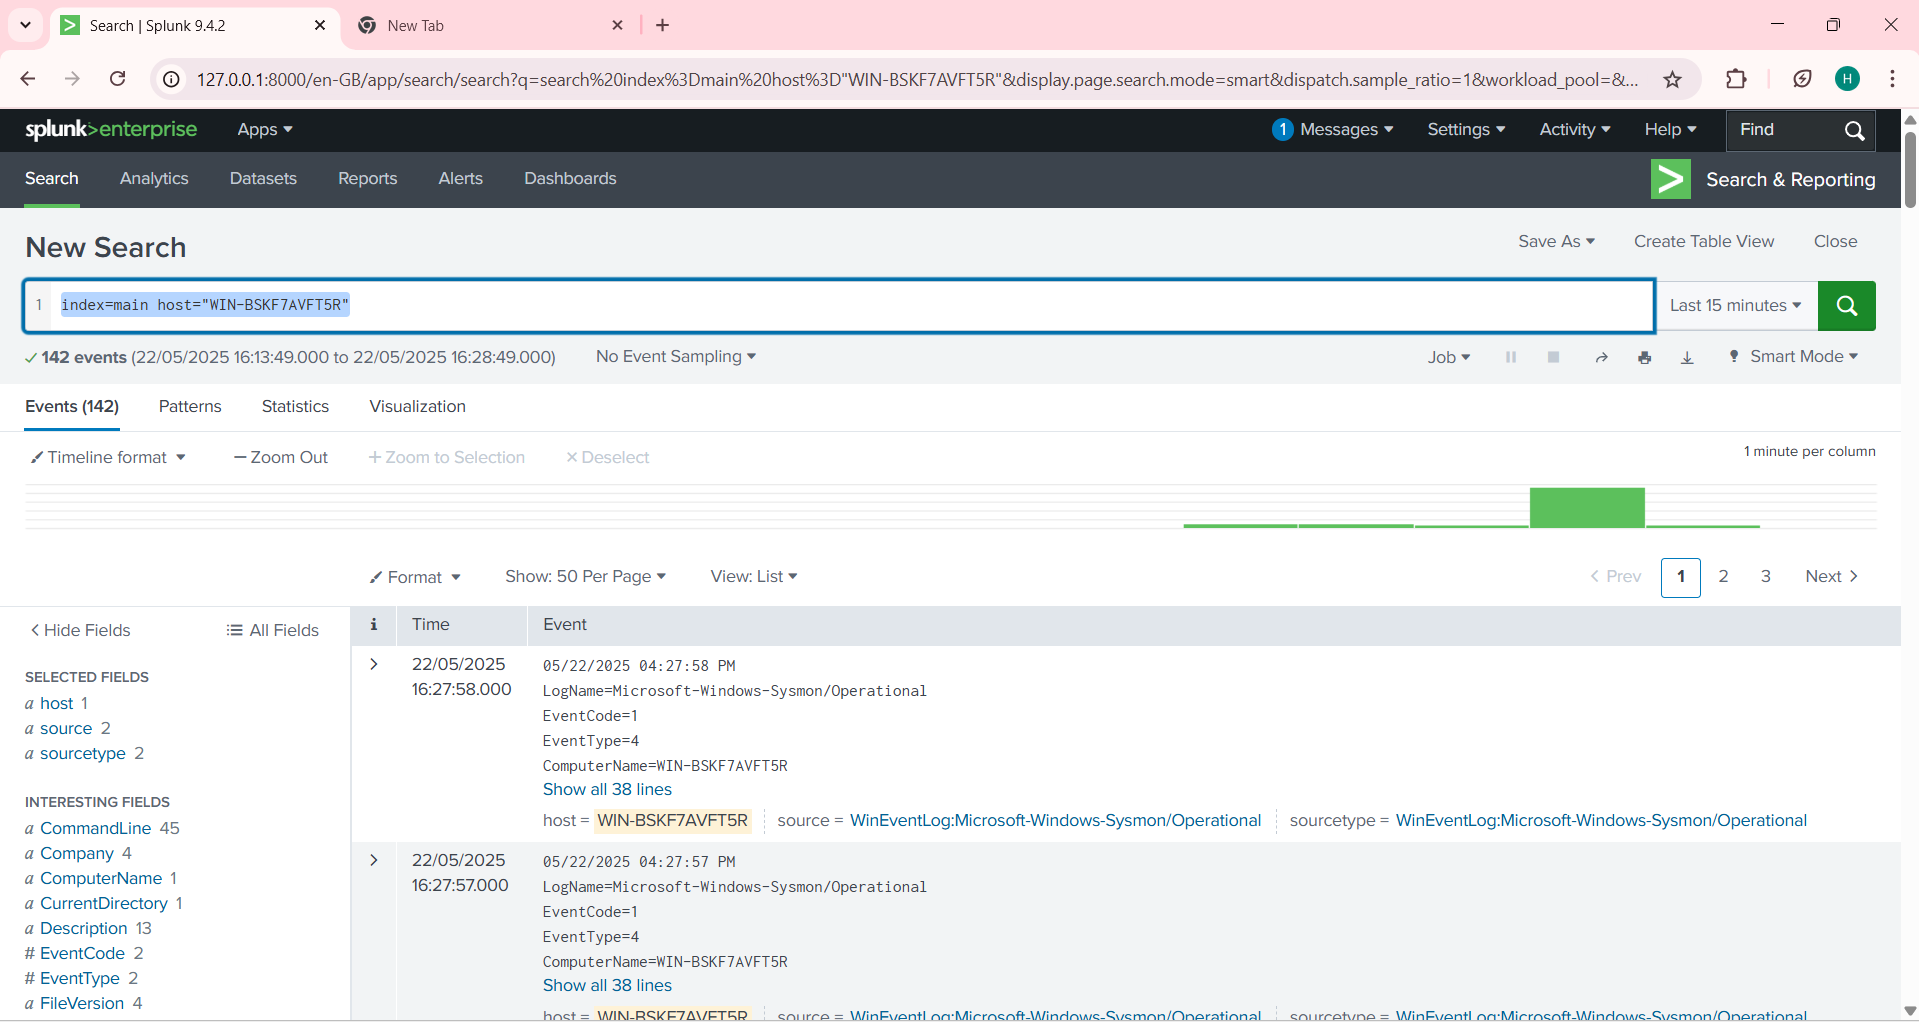 Search | Splunk 9.4.2
New Tab
127.0.0.1:8000/en-GB/app/search/search?q=search%20index%3Dmain%20host%3D"WIN-BSKF7AVFT5R"&display.page.search.mode=smart&dispatch.sample_ratio=1&workload_pool=&...
H
splunk>enterprise Apps
1 Messages Settings Activity Help Find
Search Analytics Datasets Reports Alerts Dashboards
> Search & Reporting
New Search
Save As Create Table View Close
1 index=main host="WIN-BSKF7AVFT5R"
Last 15 minutes
✓ 142 events (22/05/2025 16:13:49.000 to 22/05/2025 16:28:49.000) No Event Sampling
Job Smart Mode
Events (142) Patterns Statistics Visualization
Timeline format — Zoom Out + Zoom to Selection × Deselect
1 minute per column
Format Show: 50 Per Page View: List
< Prev 1 2 3 Next >
< Hide Fields All Fields
SELECTED FIELDS
a host 1
a source 2
a sourcetype 2
INTERESTING FIELDS
a CommandLine 45
a Company 4
a ComputerName 1
a CurrentDirectory 1
a Description 13
# EventCode 2
# EventType 2
a FileVersion 4
i Time Event
> 22/05/2025
16:27:58.000
05/22/2025 04:27:58 PM
LogName=Microsoft-Windows-Sysmon/Operational
EventCode=1
EventType=4
ComputerName=WIN-BSKF7AVFT5R
Show all 38 lines
host = WIN-BSKF7AVFT5R source = WinEventLog:Microsoft-Windows-Sysmon/Operational sourcetype = WinEventLog:Microsoft-Windows-Sysmon/Operational
> 22/05/2025
16:27:57.000
05/22/2025 04:27:57 PM
LogName=Microsoft-Windows-Sysmon/Operational
EventCode=1
EventType=4
ComputerName=WIN-BSKF7AVFT5R
Show all 38 lines
host = WIN-BSKF7AVFT5R source = WinEventLog:Microsoft-Windows-Sysmon/Operational sourcetype = WinEventLog:Microsoft-Windows-Sysmon/Operational